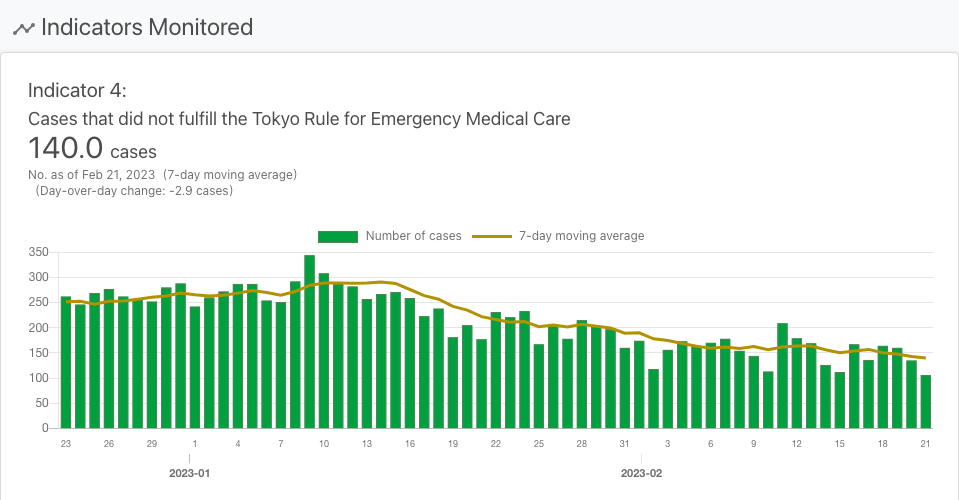 Indicators Monitored
Indicator 4:
Cases that did not fulfill the Tokyo Rule for Emergency Medical Care
140.0 cases
No. as of Feb 21, 2023 (7-day moving average)
(Day-over-day change: -2.9 cases)
Number of cases 7-day moving average
350
300
250
200
150
100
50
0
23 26 29 1 4 7 10 13 16 19 22 25 28 31 3 6 9 12 15 18 21
2023-01 2023-02